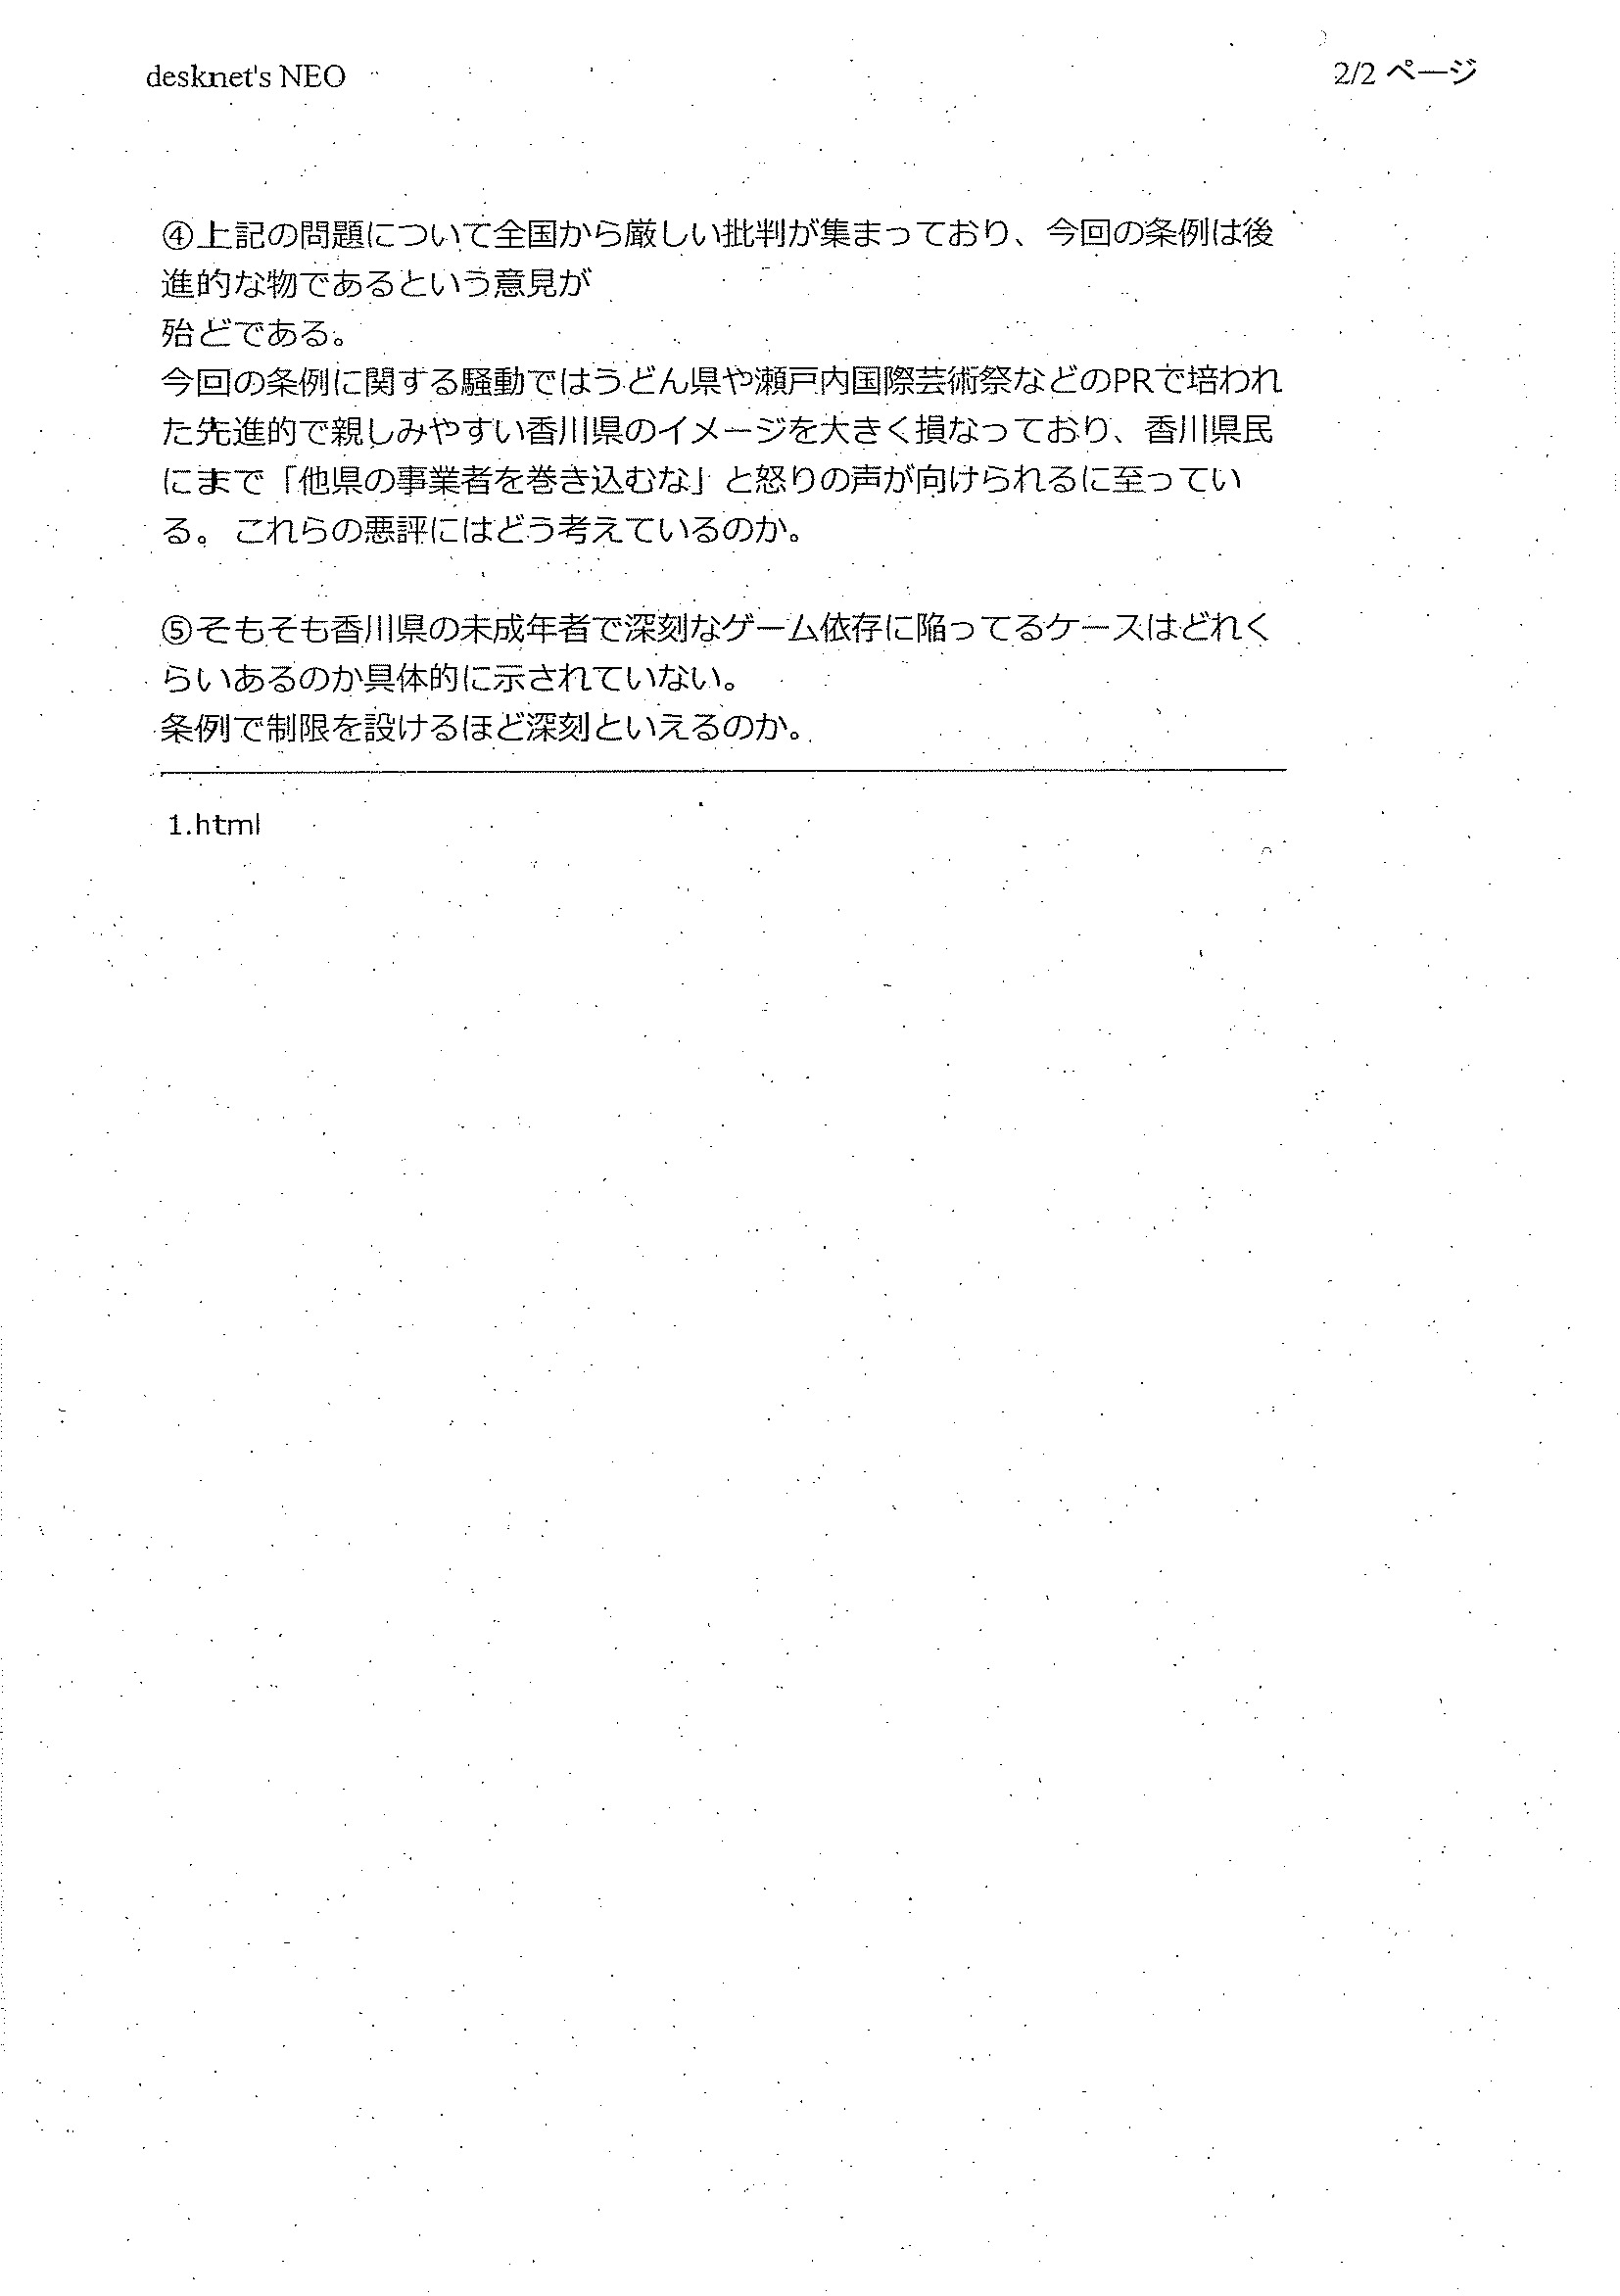 desknet's NEO
2/2 ページ
④上記の問題について全国から厳しい批判が集まっており、今回の条例は後
進的な物であるという意見が
殆どである。
今回の条例に関する騒動ではうどん県や瀬戸内国際芸術祭などのPRで培われ
た先進的で親しみやすい香川県のイメージを大きく損なっており、香川県民
にまで「他県の事業者を巻き込むな」と怒りの声が向けられるに至ってい
る。これらの悪評にはどう考えているのか。
⑤そもそも香川県の未成年者で深刻なゲーム依存に陥ってるケースはどれく
らいあるのか具体的に示されていない。
条例で制限を設けるほど深刻といえるのか。
1.html